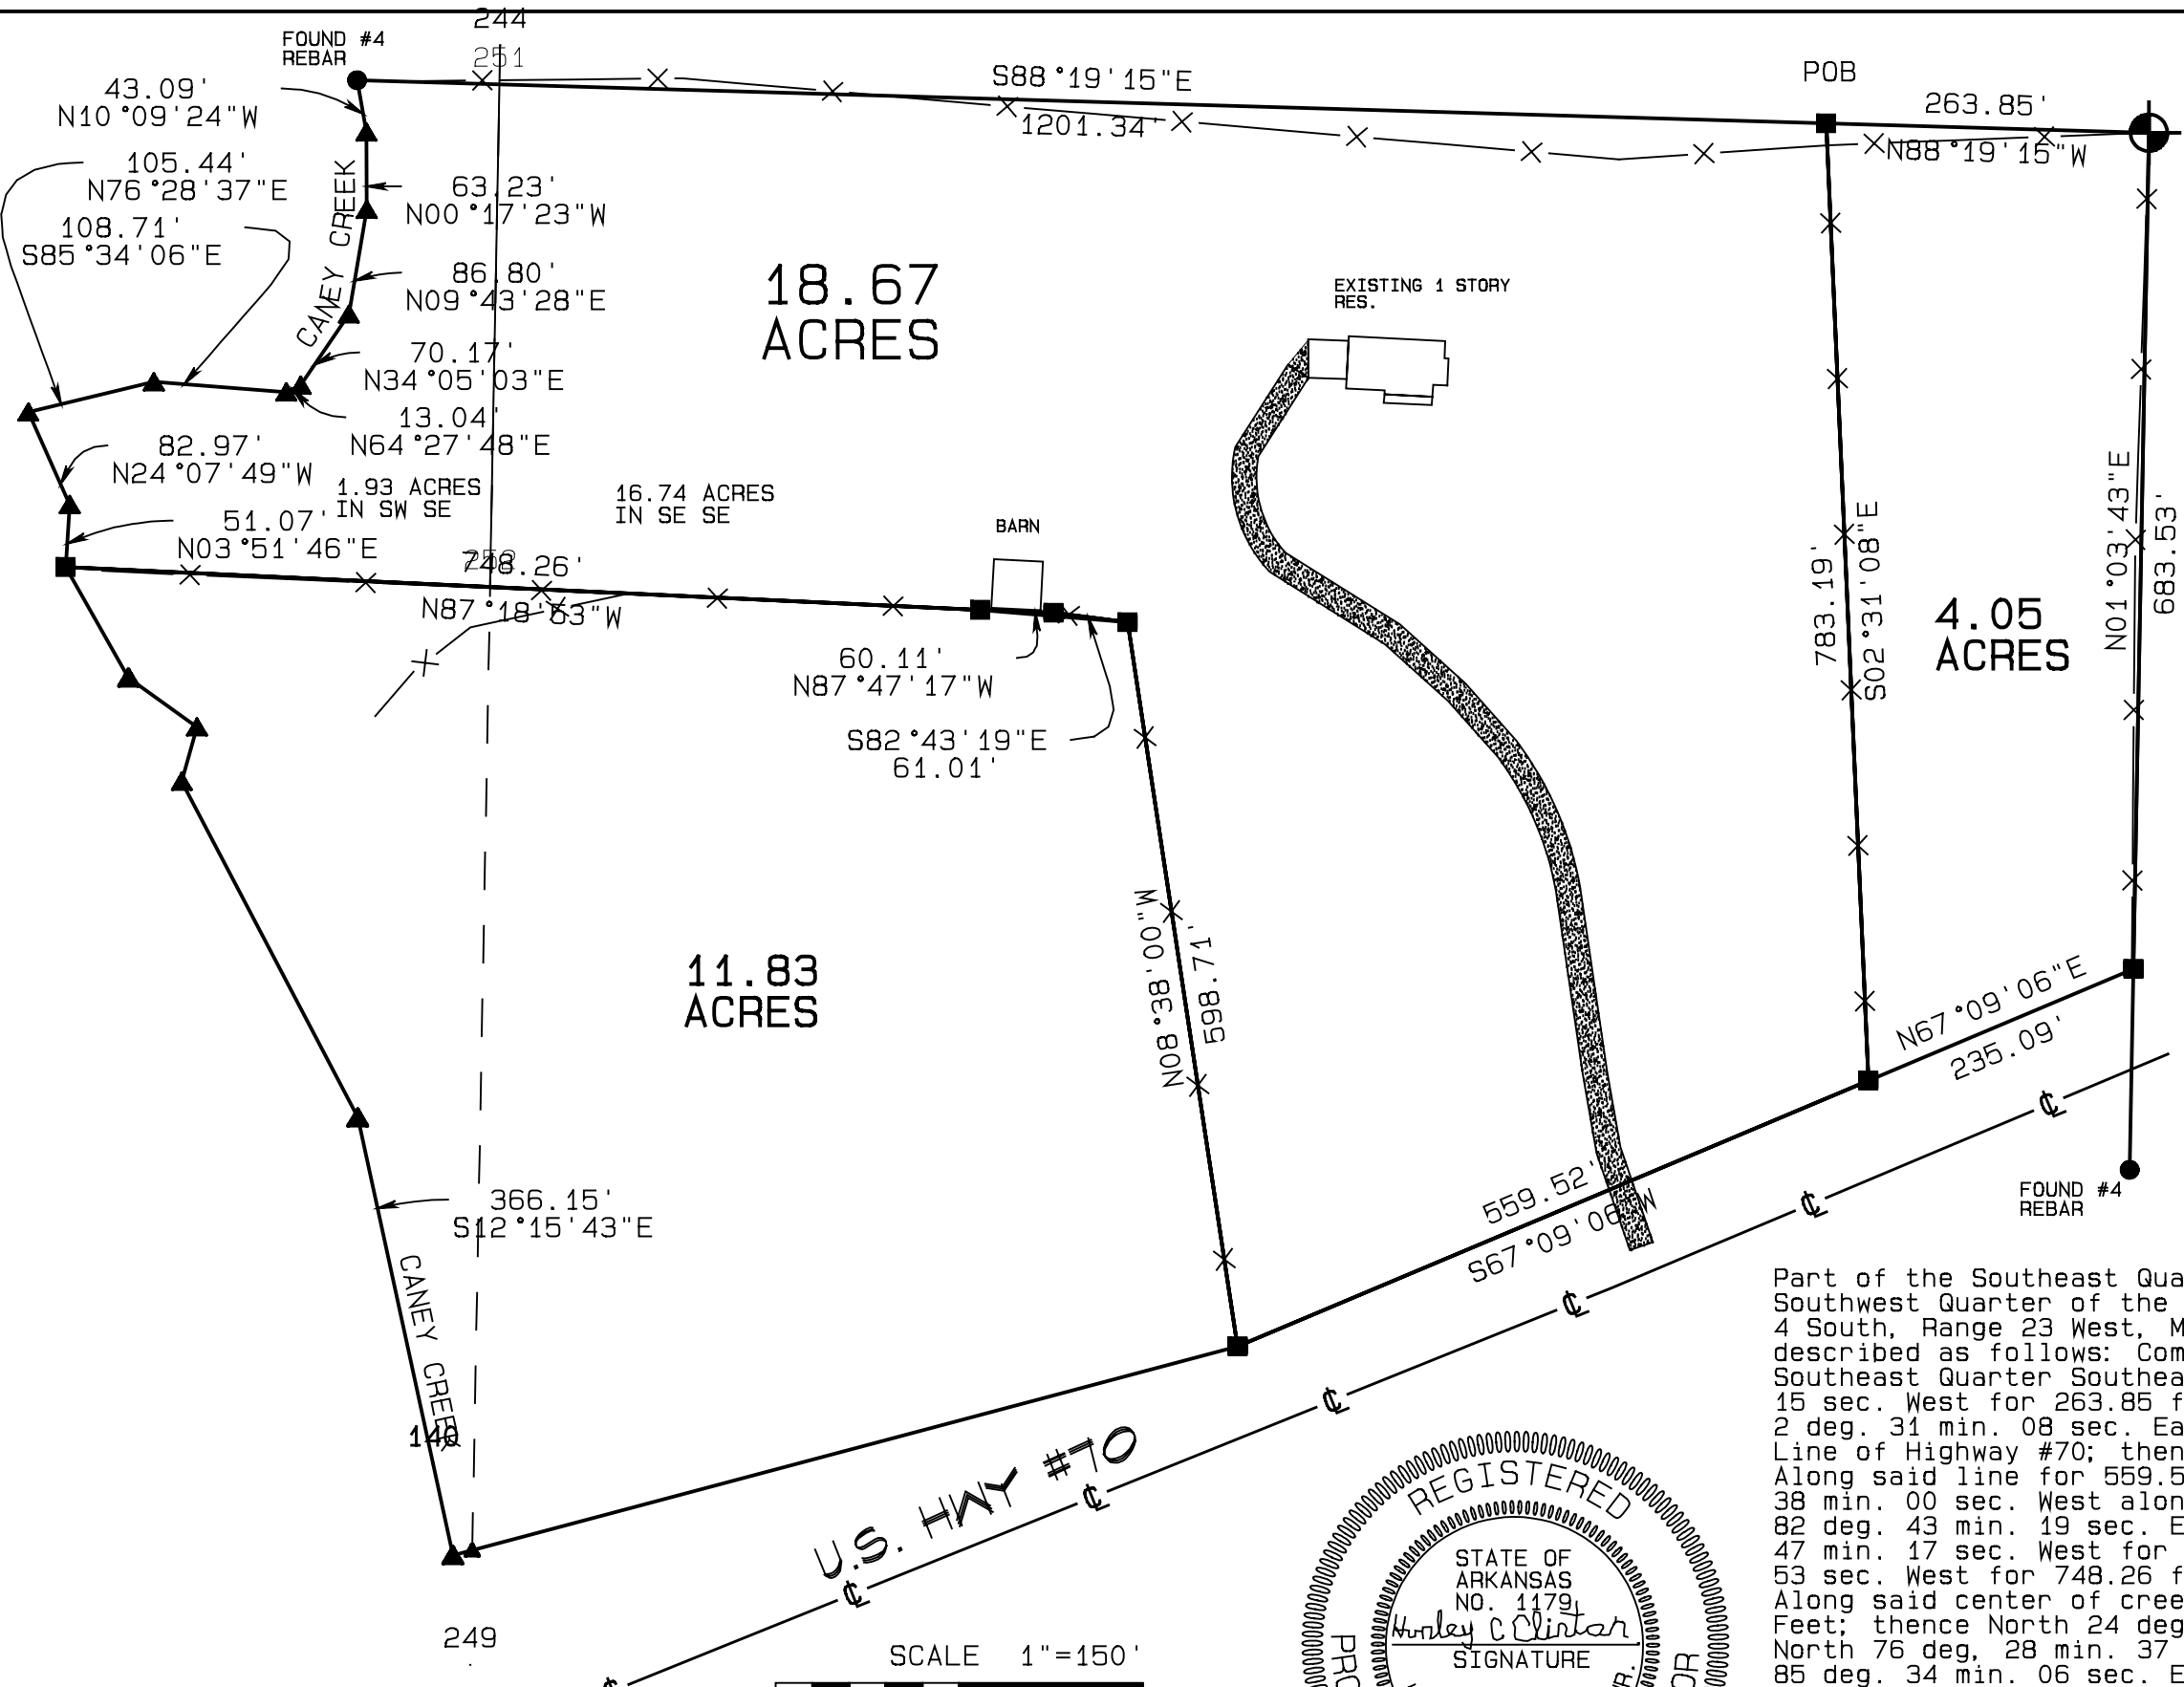 244
251
FOUND #4
REBAR
43.09'
N10°09'24"W
105.44'
N76°28'37"E
108.71'
S85°34'06"E
CANEY CREEK
63.23'
N00°17'23"W
86.80'
N09°43'28"E
70.17'
N34°05'03"E
13.04'
N64°27'48"E
82.97'
N24°07'49"W
51.07'
N03°51'46"E
1.93 ACRES
IN SW SE
16.74 ACRES
IN SE SE
S88°19'15"E
1201.34'
POB
263.85'
N88°19'15"W
18.67
ACRES
EXISTING 1 STORY
RES.
BARN
748.26'
N87°18'53"W
60.11'
N87°47'17"W
S82°43'19"E
61.01'
783.19'
S02°31'08"E
4.05
ACRES
N01°03'43"E
683.53'
11.83
ACRES
N08°38'00"W
598.71'
N67°09'06"E
235.09'
559.52'
S67°09'06"W
FOUND #4
REBAR
366.15'
S12°15'43"E
CANEY CREEK
140
249
U.S. HWY #70
SCALE 1"=150'
REGISTERED
STATE OF
ARKANSAS
NO. 1179
SIGNATURE
Part of the Southeast Qua
Southwest Quarter of the
4 South, Range 23 West, M
described as follows: Com
Southeast Quarter Southea
15 sec. West for 263.85 f
2 deg. 31 min. 08 sec. Ea
Line of Highway #70; then
Along said line for 559.5
38 min. 00 sec. West alon
82 deg. 43 min. 19 sec. E
47 min. 17 sec. West for
53 sec. West for 748.26 f
Along said center of cree
Feet; thence North 24 deg
North 76 deg, 28 min. 37
85 deg. 34 min. 06 sec. E